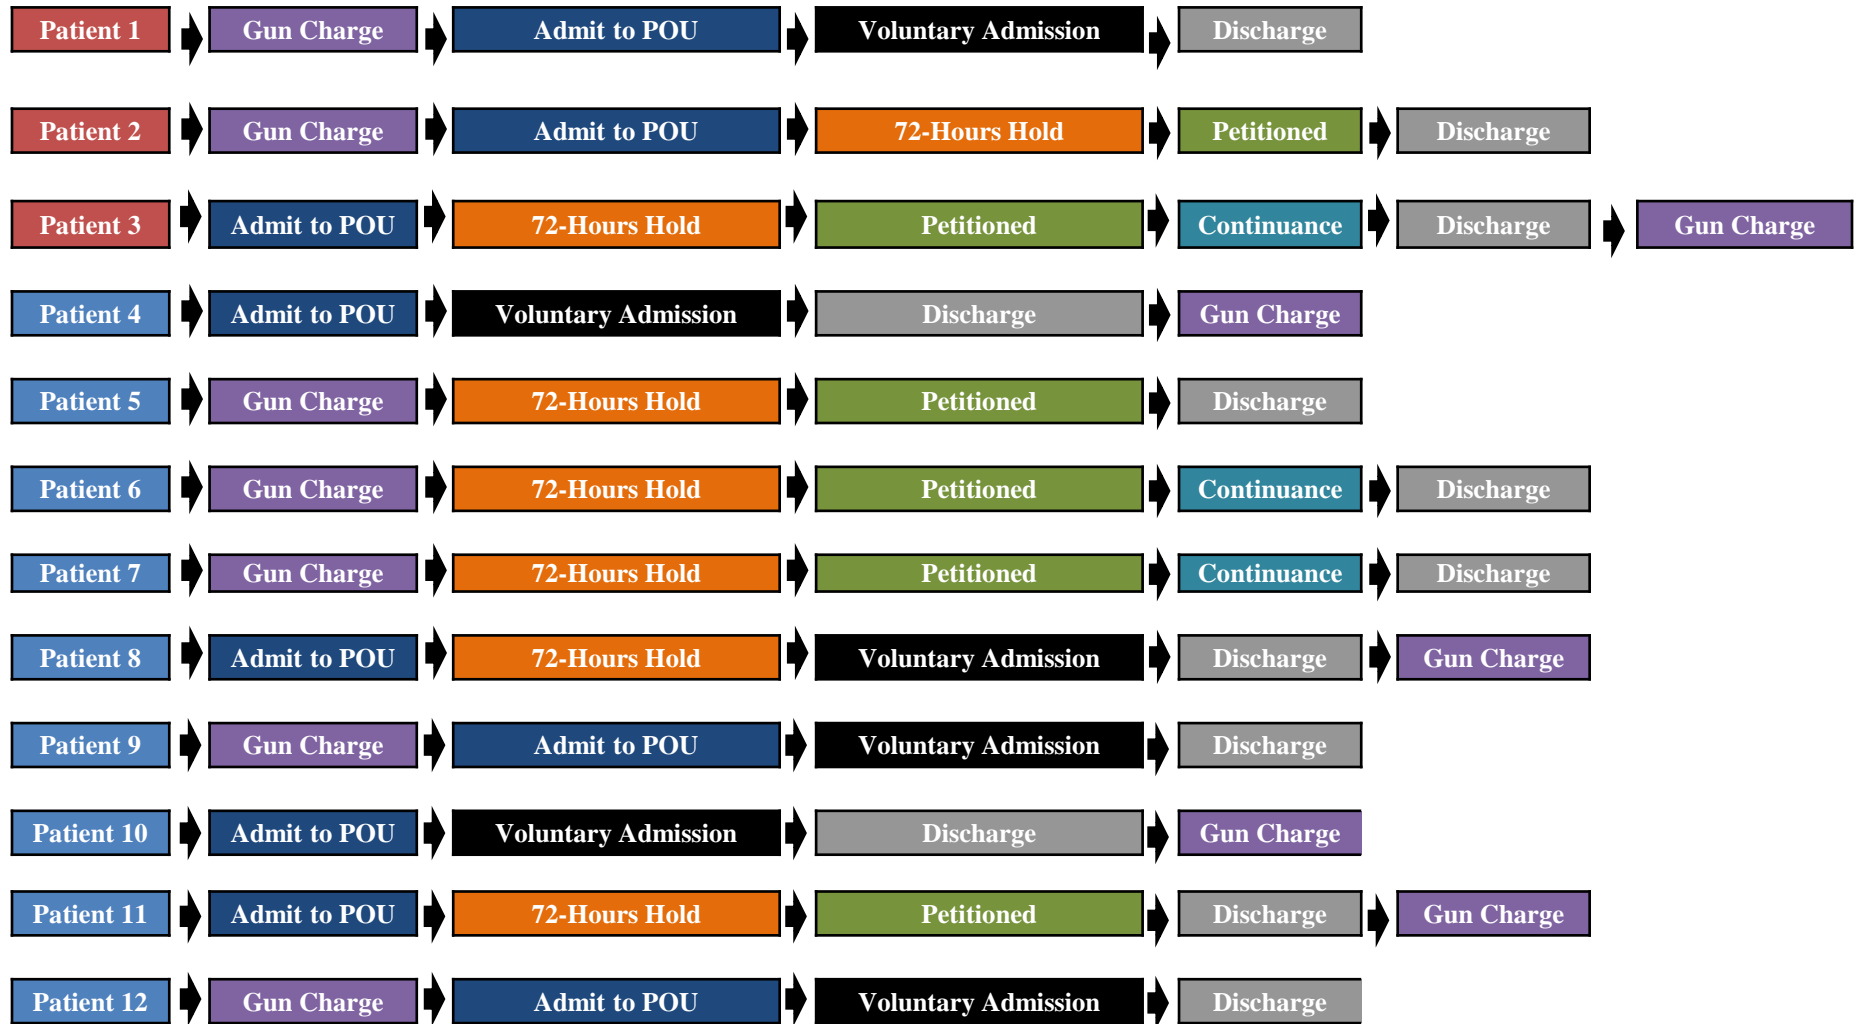 Patient 1 Gun Charge Admit to POU Voluntary Admission Discharge
Patient 2 Gun Charge Admit to POU 72-Hours Hold Petitioned Discharge
Patient 3 Admit to POU 72-Hours Hold Petitioned Continuance Discharge Gun Charge
Patient 4 Admit to POU Voluntary Admission Discharge Gun Charge
Patient 5 Gun Charge 72-Hours Hold Petitioned Discharge
Patient 6 Gun Charge 72-Hours Hold Petitioned Continuance Discharge
Patient 7 Gun Charge 72-Hours Hold Petitioned Continuance Discharge
Patient 8 Admit to POU 72-Hours Hold Voluntary Admission Discharge Gun Charge
Patient 9 Gun Charge Admit to POU Voluntary Admission Discharge
Patient 10 Admit to POU Voluntary Admission Discharge Gun Charge
Patient 11 Admit to POU 72-Hours Hold Petitioned Discharge Gun Charge
Patient 12 Gun Charge Admit to POU Voluntary Admission Discharge